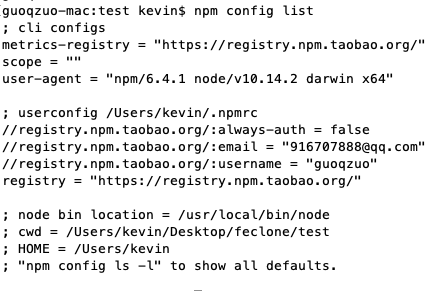 guoqzuo-mac:test kevin$ npm config list
; cli configs
metrics-registry = "https://registry.npm.taobao.org/"
scope = ""
user-agent = "npm/6.4.1 node/v10.14.2 darwin x64"

; userconfig /Users/kevin/.npmrc
//registry.npm.taobao.org/:always-auth = false
//registry.npm.taobao.org/:email = "916707888@qq.com"
//registry.npm.taobao.org/:username = "guoqzuo"
registry = "https://registry.npm.taobao.org/"

; node bin location = /usr/local/bin/node
; cwd = /Users/kevin/Desktop/feclone/test
; HOME = /Users/kevin
; "npm config ls -l" to show all defaults.